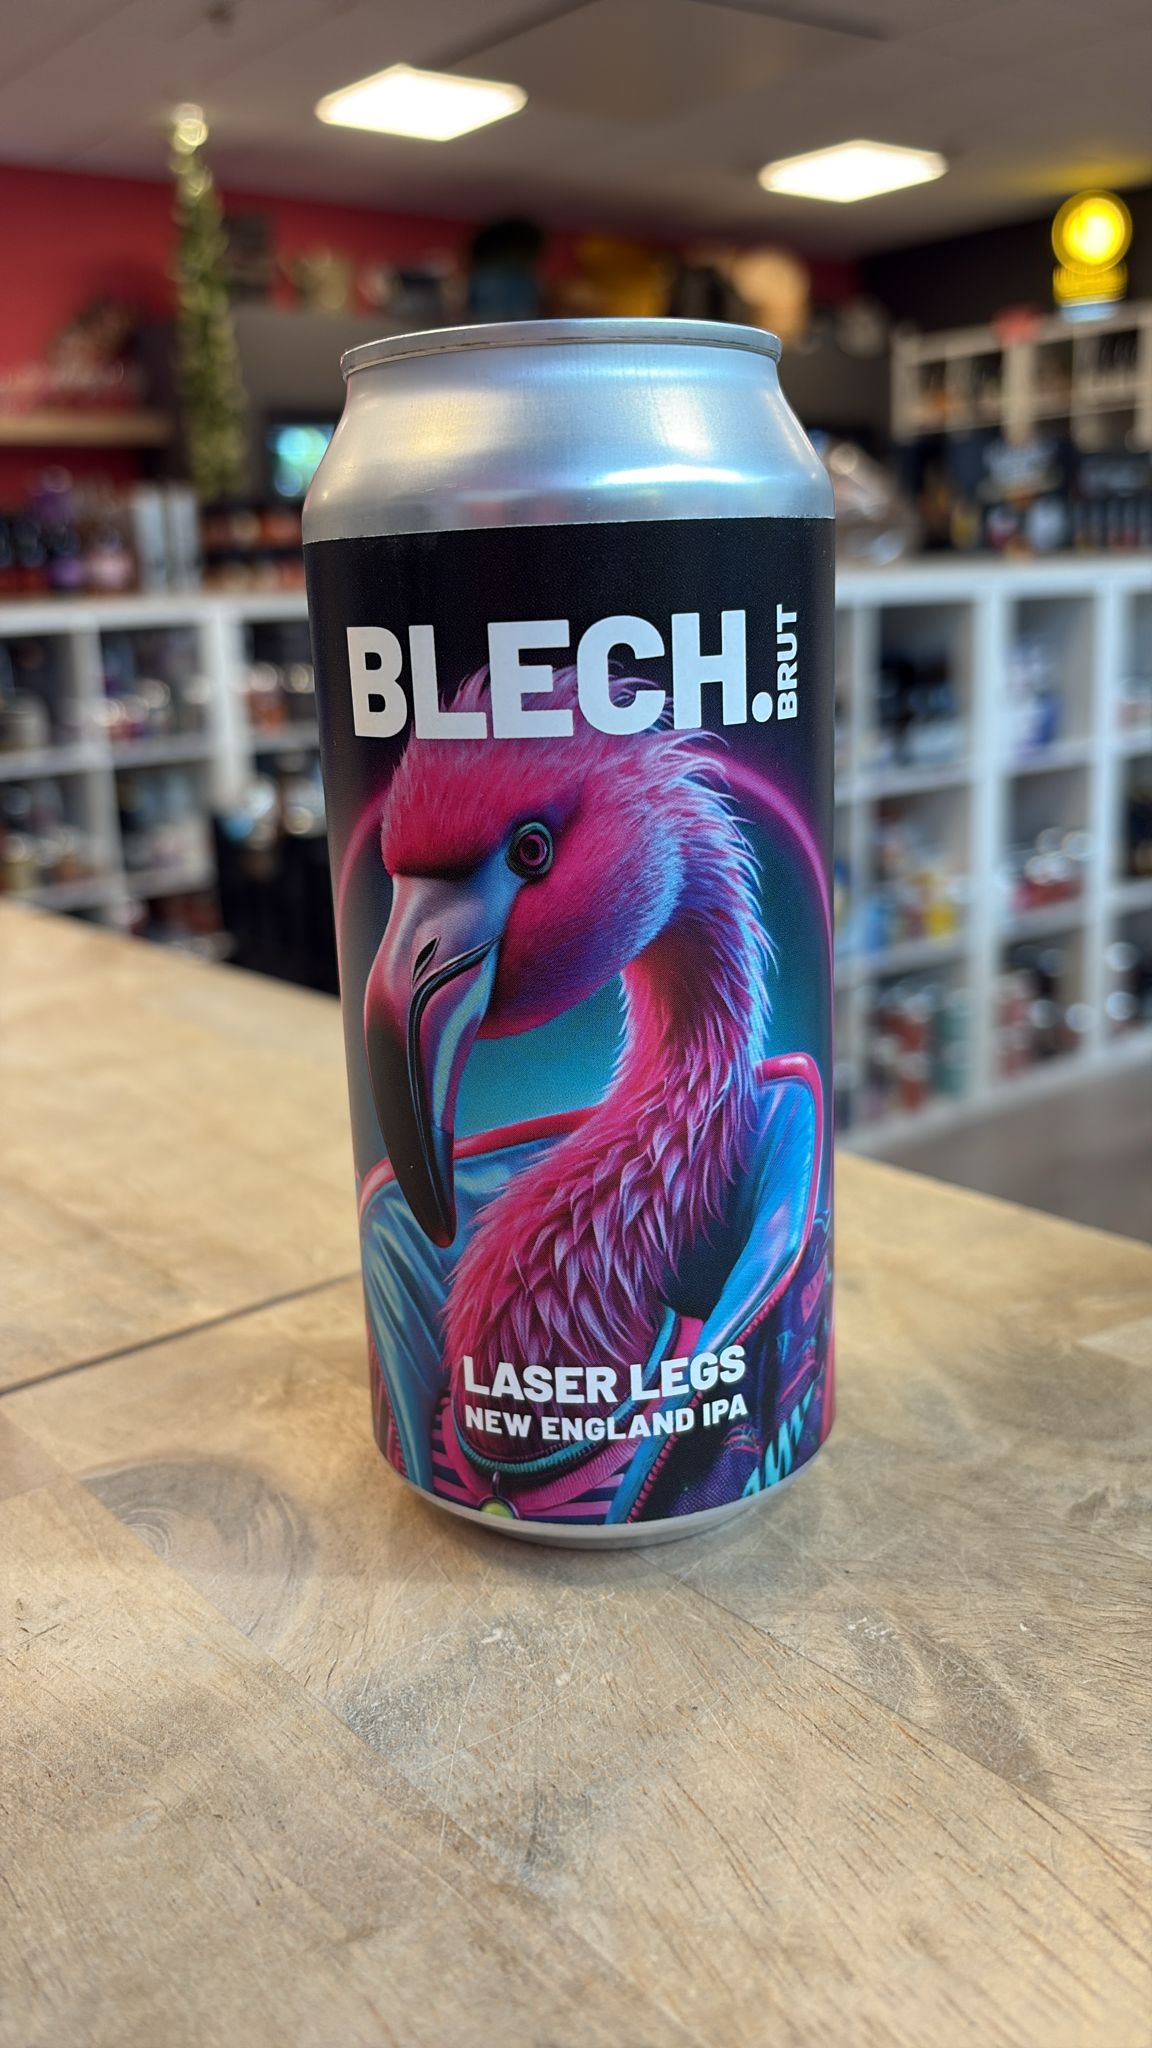 BLECH.BRUT
LASER LEGS
NEW ENGLAND IPA